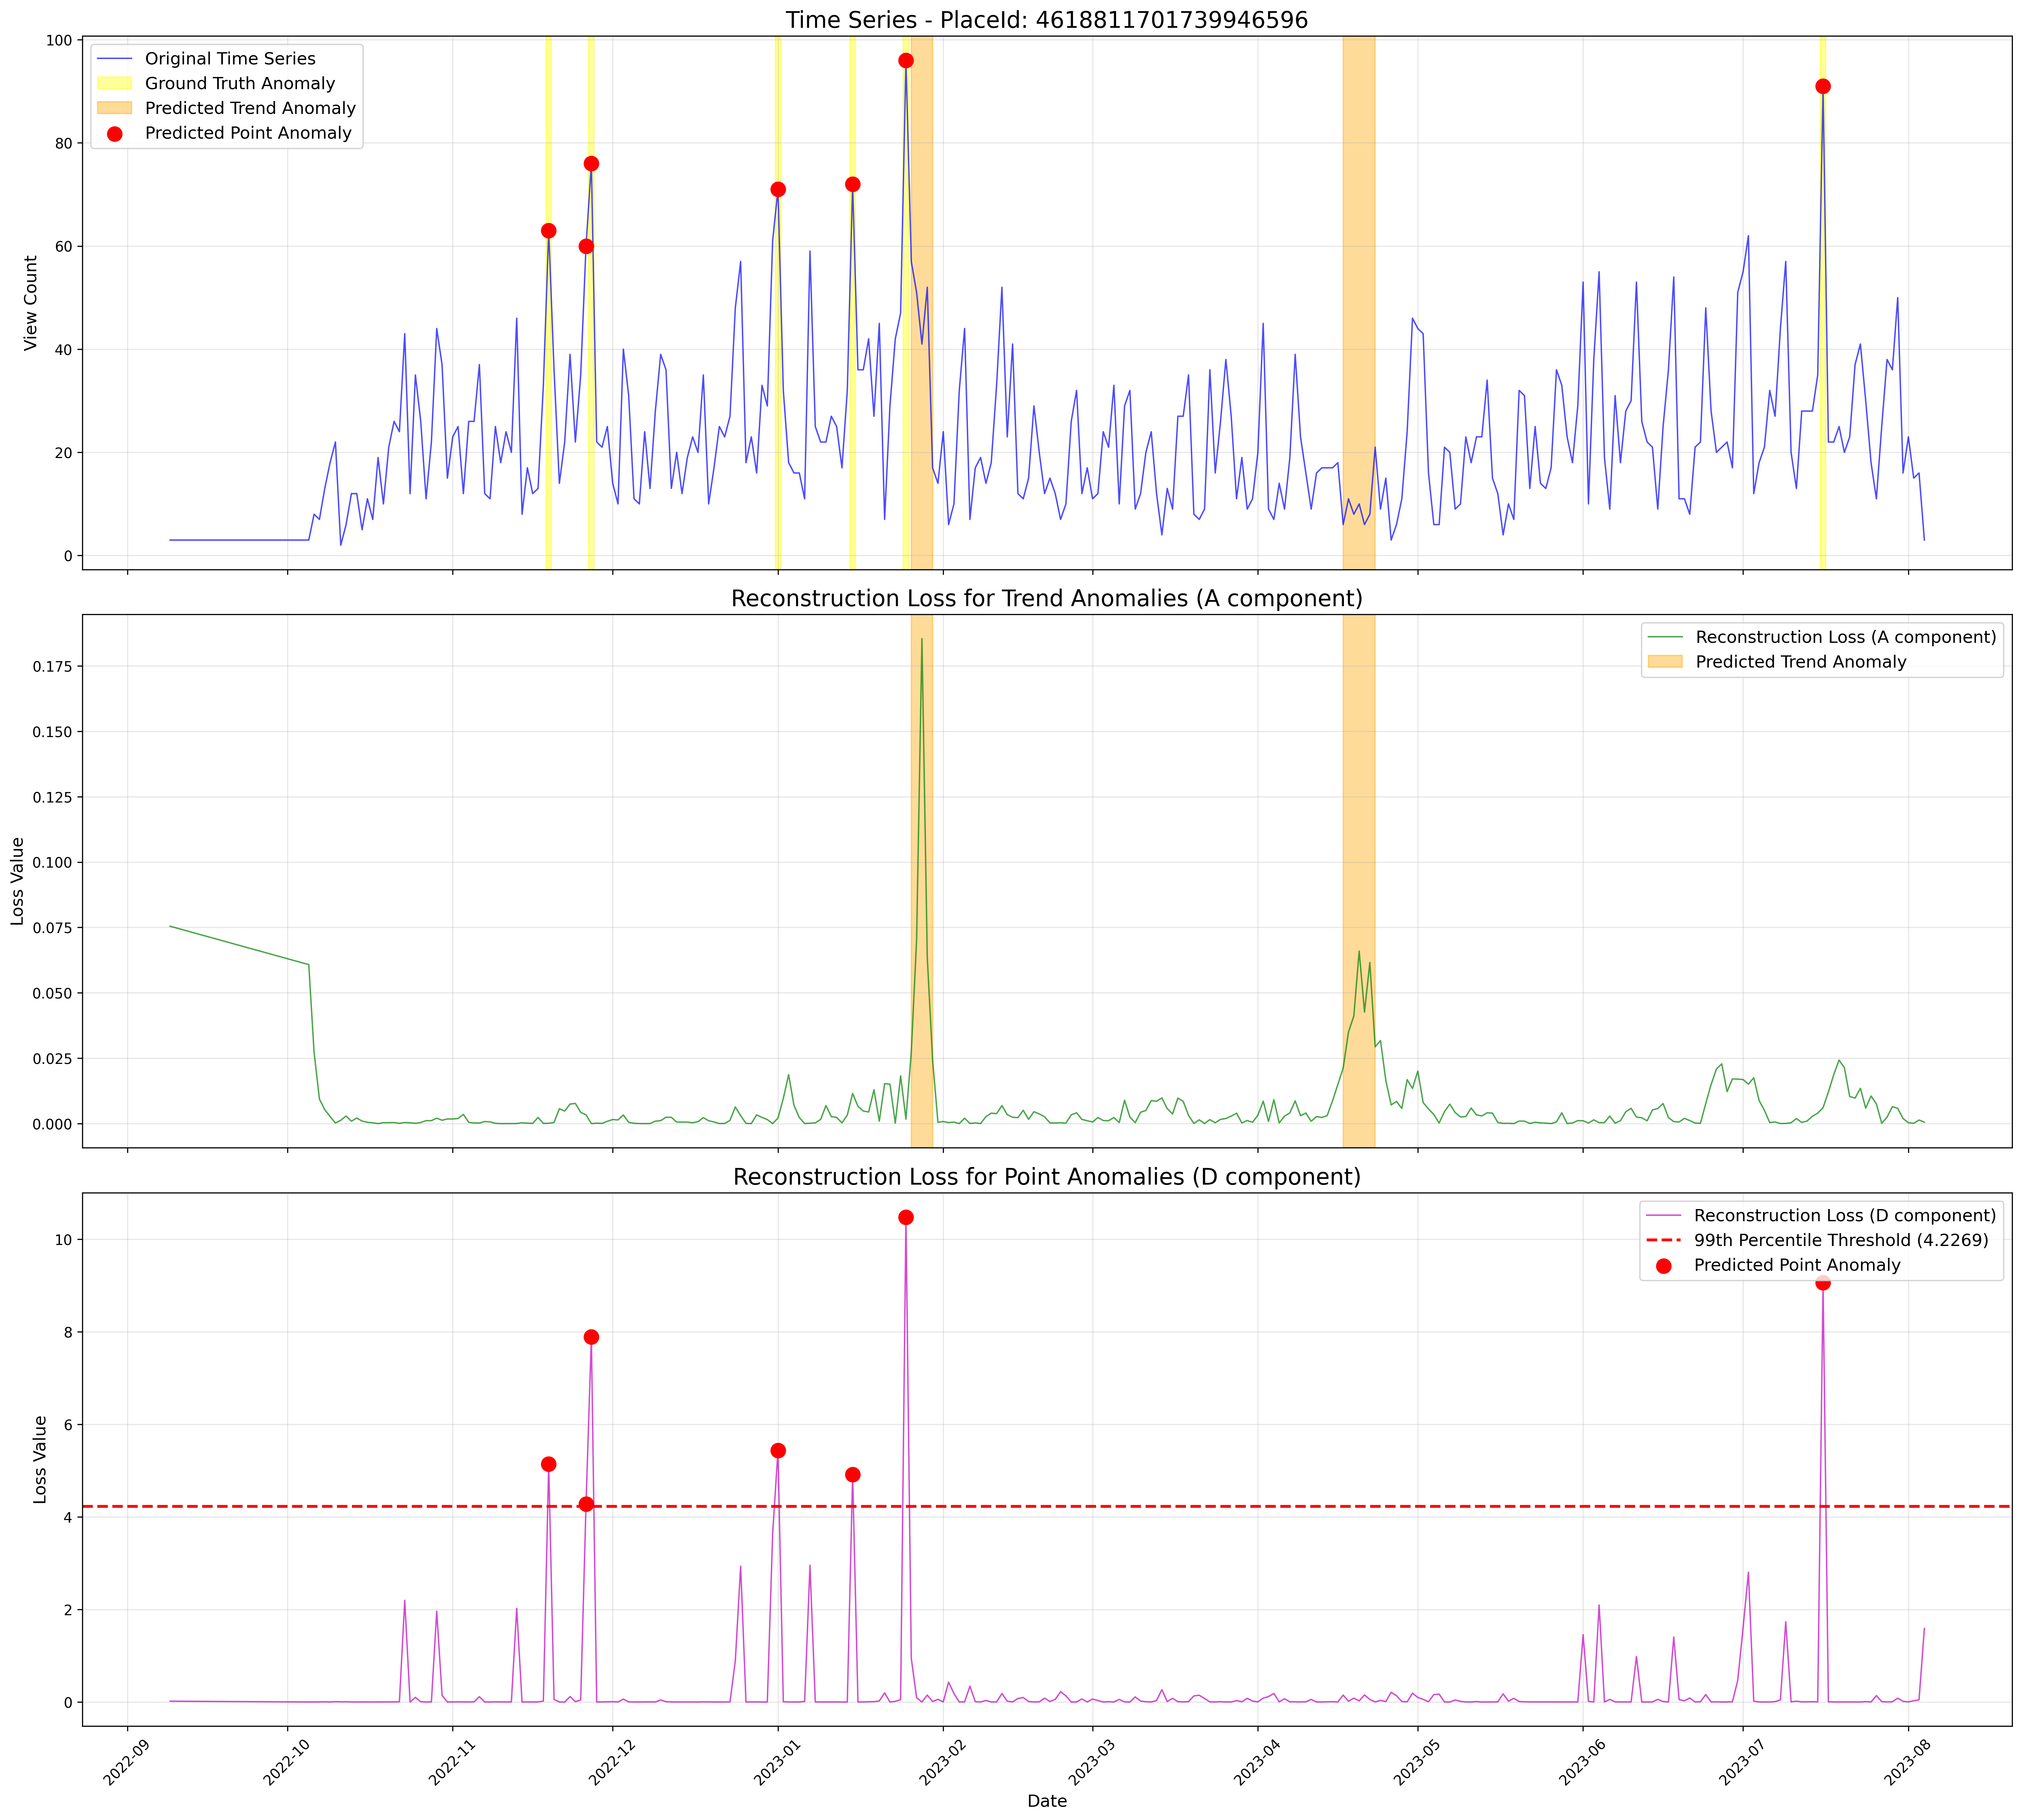 Time Series - PlaceId: 4618811701739946596
100
80
60
40
20
0
View Count
Original Time Series
Ground Truth Anomaly
Predicted Trend Anomaly
Predicted Point Anomaly
Reconstruction Loss for Trend Anomalies (A component)
0.175
0.150
0.125
0.100
0.075
0.050
0.025
0.000
Loss Value
Reconstruction Loss (A component)
Predicted Trend Anomaly
Reconstruction Loss for Point Anomalies (D component)
10
8
6
4
2
0
Loss Value
Reconstruction Loss (D component)
99th Percentile Threshold (4.2269)
Predicted Point Anomaly
2022-09
2022-10
2022-11
2022-12
2023-01
2023-02
2023-03
2023-04
2023-05
2023-06
2023-07
2023-08
Date